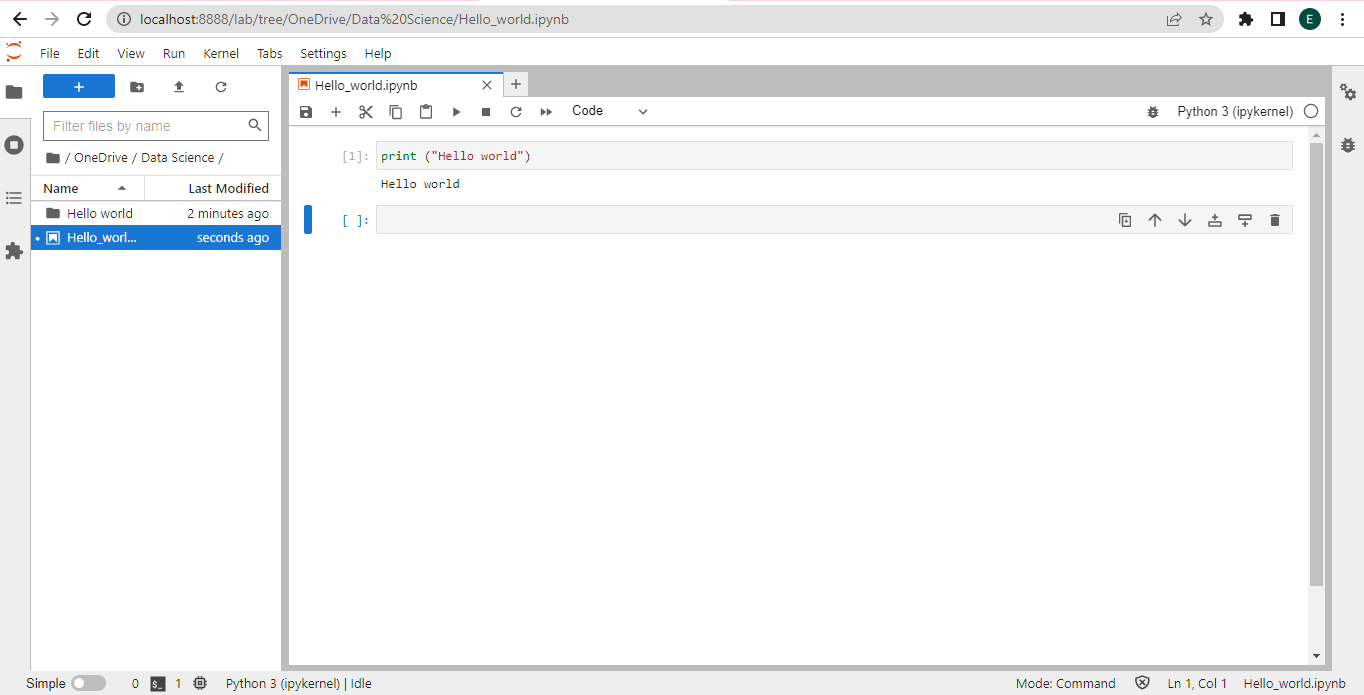 localhost:8888/lab/tree/OneDrive/Data%20Science/Hello_world.ipynb
E
File Edit View Run Kernel Tabs Settings Help
+
Filter files by name
/ OneDrive / Data Science /
Name Last Modified
Hello world 2 minutes ago
Hello_worl... seconds ago
Hello_world.ipynb
Code
Python 3 (ipykernel)
[1]: print ("Hello world")
Hello world
[ ]:
Simple 0 $_ 1 Python 3 (ipykernel) | Idle
Mode: Command Ln 1, Col 1 Hello_world.ipynb